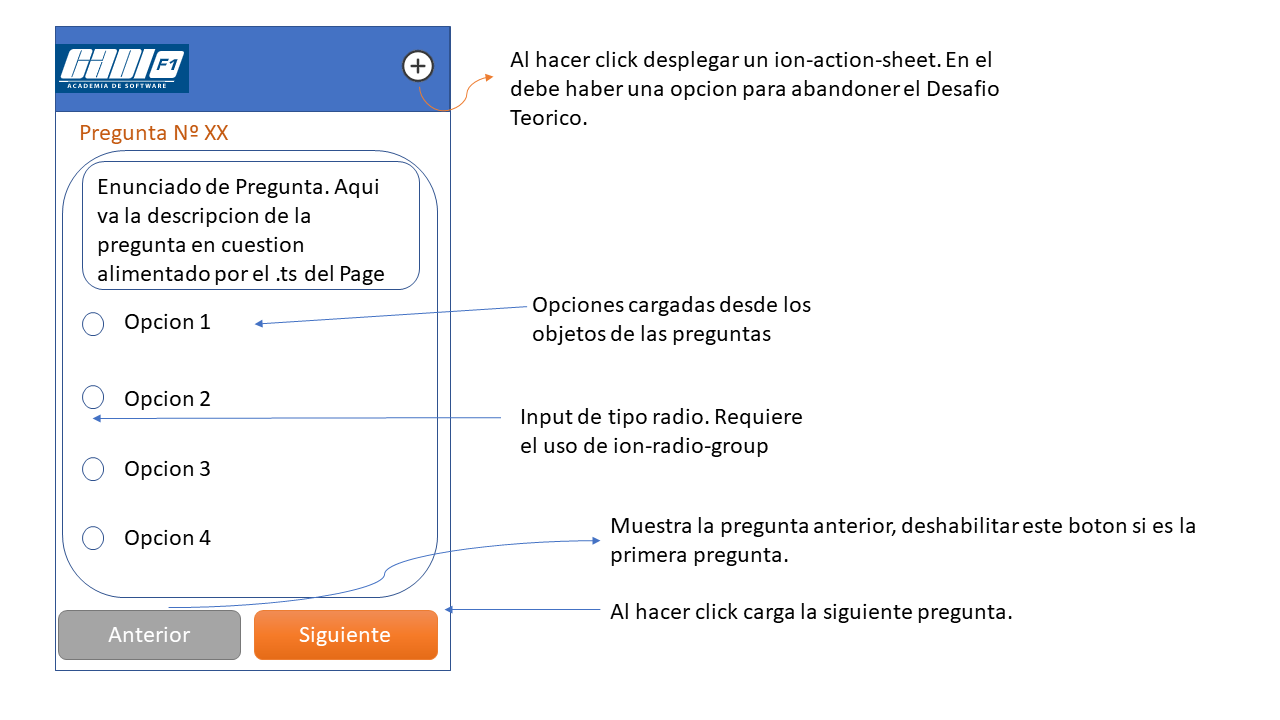 CADIF1
ACADEMIA DE SOFTWARE
Al hacer click desplegar un ion-action-sheet. En el
debe haber una opcion para abandoner el Desafio
Teorico.
Pregunta Nº XX
Enunciado de Pregunta. Aqui
va la descripcion de la
pregunta en cuestion
alimentado por el .ts del Page
Opcion 1
Opciones cargadas desde los
objetos de las preguntas
Opcion 2
Input de tipo radio. Requiere
el uso de ion-radio-group
Opcion 3
Opcion 4
Muestra la pregunta anterior, deshabilitar este boton si es la
primera pregunta.
Al hacer click carga la siguiente pregunta.
Anterior
Siguiente